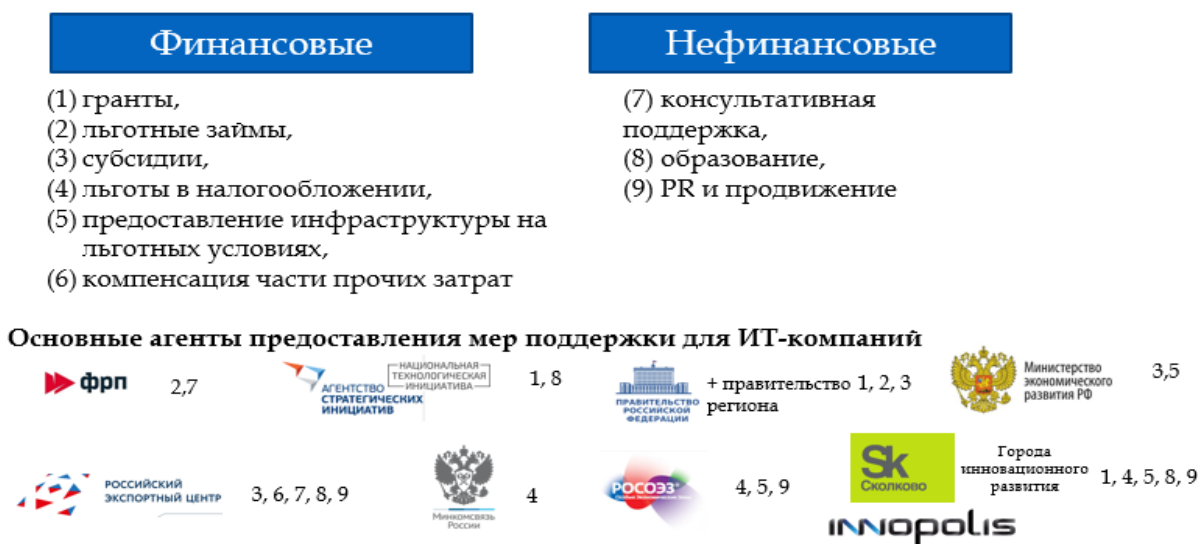 Финансовые
(1) гранты,
(2) льготные займы,
(3) субсидии,
(4) льготы в налогообложении,
(5) предоставление инфраструктуры на
льготных условиях,
(6) компенсация части прочих затрат
Нефинансовые
(7) консультативная
поддержка,
(8) образование,
(9) PR и продвижение
Основные агенты предоставления мер поддержки для ИТ-компаний
фрп
2,7
АГЕНТСТВО
СТРАТЕГИЧЕСКИХ
ИНИЦИАТИВ
НАЦИОНАЛЬНАЯ
ТЕХНОЛОГИЧЕСКАЯ
ИНИЦИАТИВА
1, 8
ПРАВИТЕЛЬСТВО
РОССИЙСКОЙ
ФЕДЕРАЦИИ
+ правительство
региона
1, 2, 3
Министерство
экономического
развития РФ
3,5
РОССИЙСКИЙ
ЭКСПОРТНЫЙ ЦЕНТР
3, 6, 7, 8, 9
Минкомсвязь
России
4
РОСОЭЗ
4, 5, 9
Sk
Сколково
Города
инновационного
развития
1, 4, 5, 8, 9
INNOPOLIS